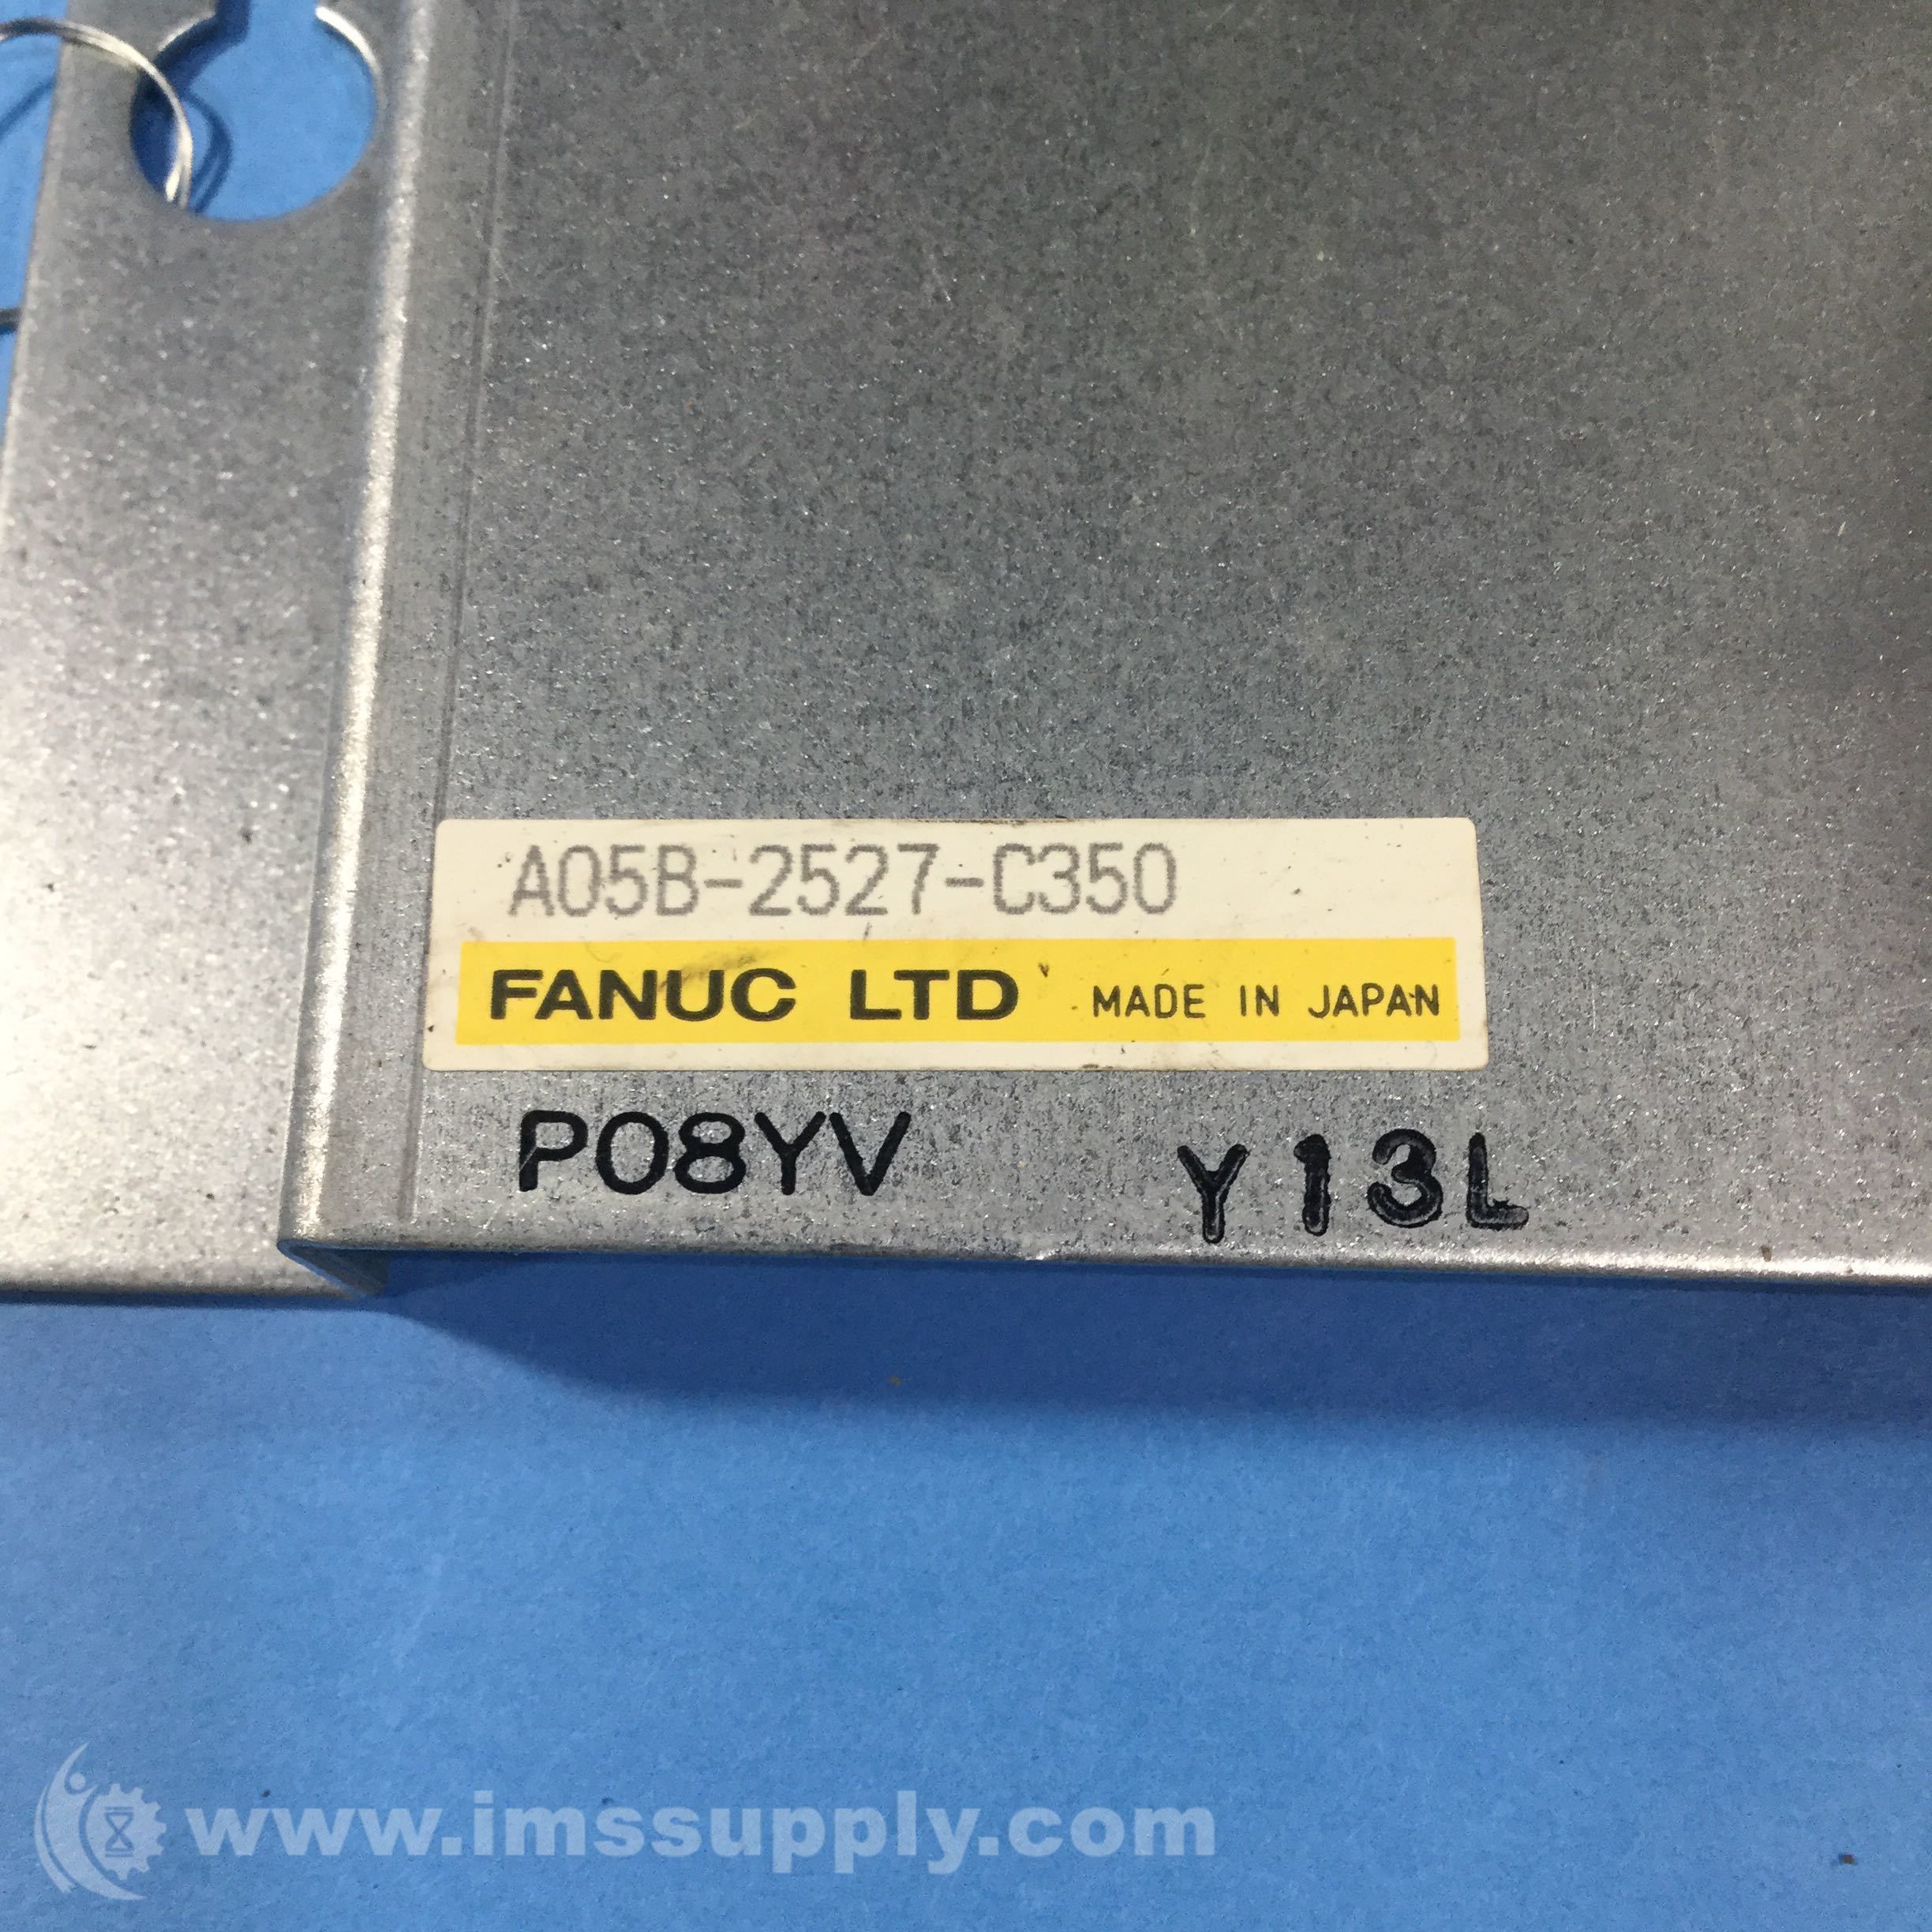 A05B-2527-C350
FANUC LTD MADE IN JAPAN
P08YV Y13L
www.imssupply.com